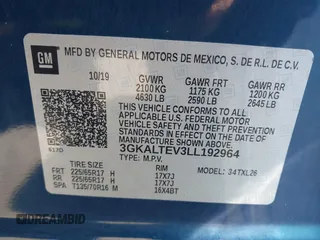 GM
MFD BY GENERAL MOTORS DE MEXICO, S. DE R.L. DE C.V.
10/19 GVWR GAWR FRT GAWR RR
2100 KG 1175 KG 1200 KG
4630 LB 2590 LB 2645 LB
THIS VEHICLE CONFORMS TO ALL APPLICABLE
U.S. FEDERAL MOTOR VEHICLE SAFETY, BUMPER, AND THEFT
PREVENTION STANDARDS IN EFFECT ON THE DATE
OF MANUFACTURE SHOWN ABOVE.
3GKALTEV3LL192964
TYPE: M.P.V.
TIRE SIZE RIM MODEL: 34TXL26
FRT 225/65R17 H 17X7J
RR 225/65R17 H 17X7J
SPA T135/70R16 M 16X4BT
DREAMBID